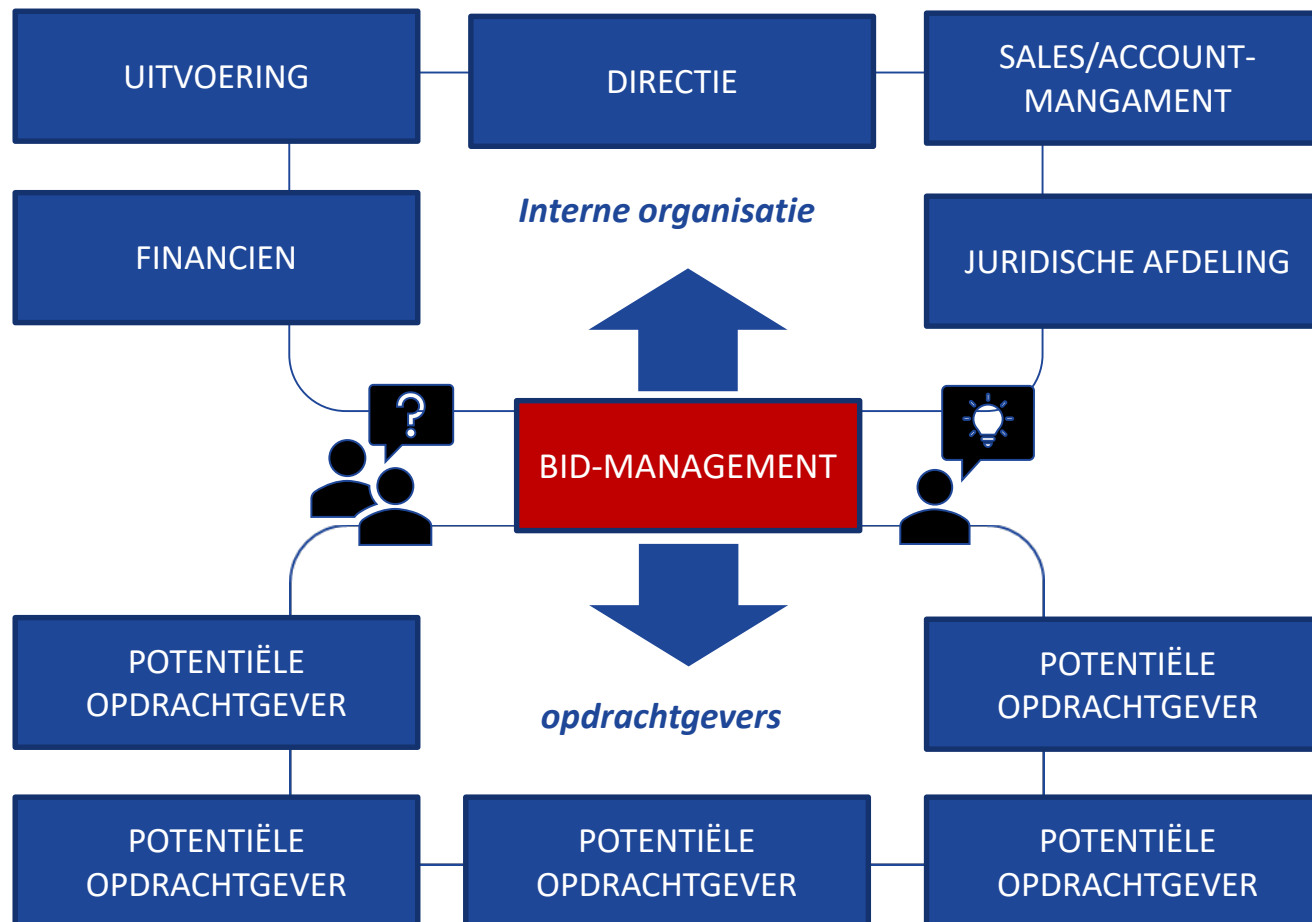 UITVOERING
DIRECTIE
SALES/ACCOUNT-
MANGAMENT
Interne organisatie
FINANCIEN
JURIDISCHE AFDELING
?
BID-MANAGEMENT
POTENTIËLE
OPDRACHTGEVER
opdrachtgevers
POTENTIËLE
OPDRACHTGEVER
POTENTIËLE
OPDRACHTGEVER
POTENTIËLE
OPDRACHTGEVER
POTENTIËLE
OPDRACHTGEVER